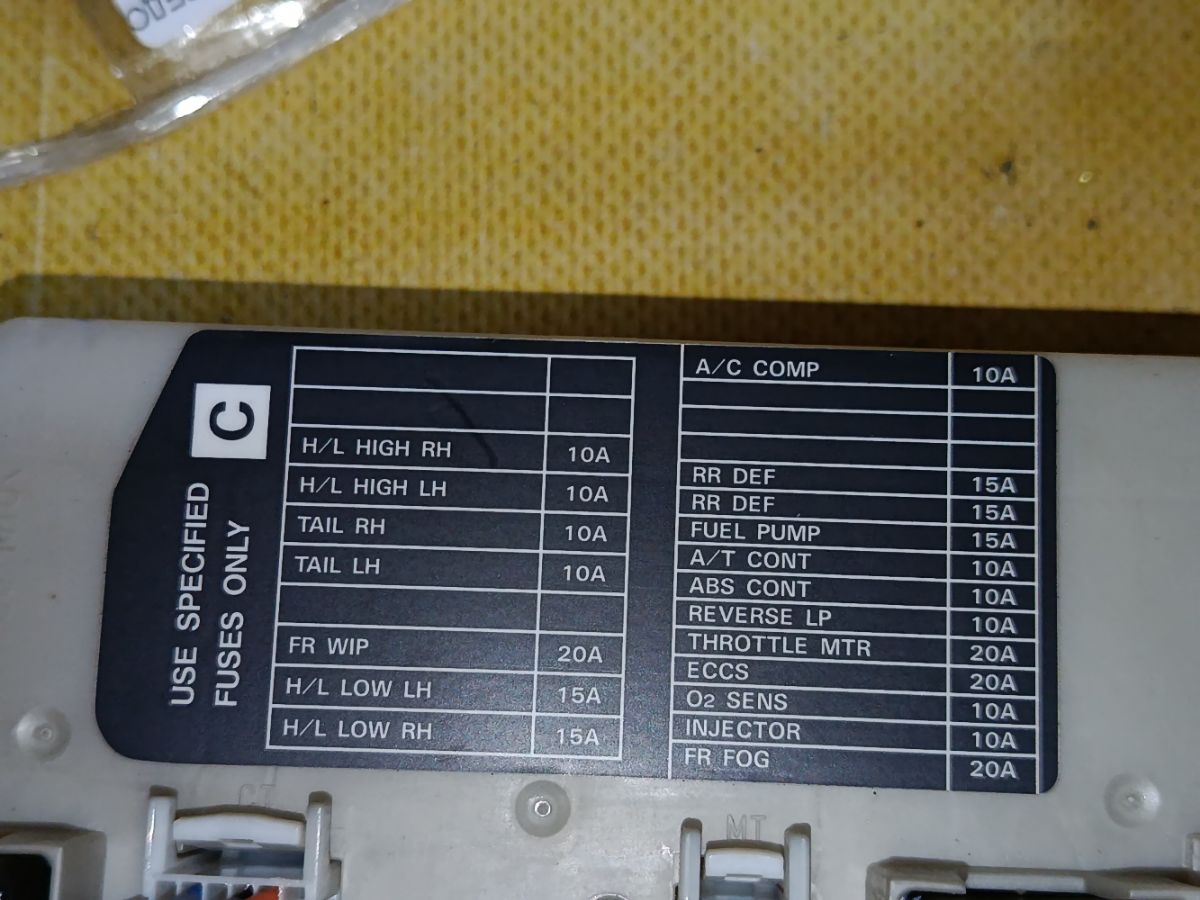 C
USE SPECIFIED
FUSES ONLY
H/L HIGH RH 10A
H/L HIGH LH 10A
TAIL RH 10A
TAIL LH 10A
FR WIP 20A
H/L LOW LH 15A
H/L LOW RH 15A
A/C COMP 10A
RR DEF 15A
RR DEF 15A
FUEL PUMP 15A
A/T CONT 10A
ABS CONT 10A
REVERSE LP 10A
THROTTLE MTR 20A
ECCS 20A
O2 SENS 10A
INJECTOR 10A
FR FOG 20A
MT